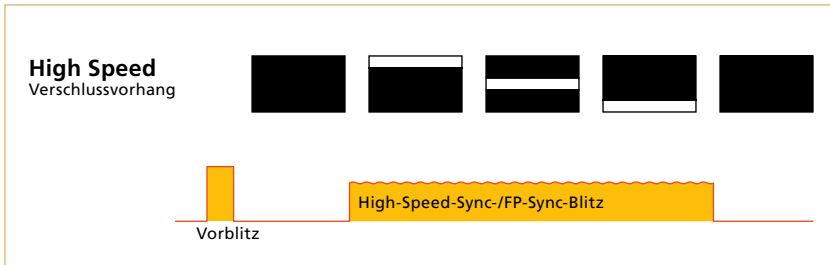 High Speed
Verschlussvorhang
High-Speed-Sync-/FP-Sync-Blitz
Vorblitz